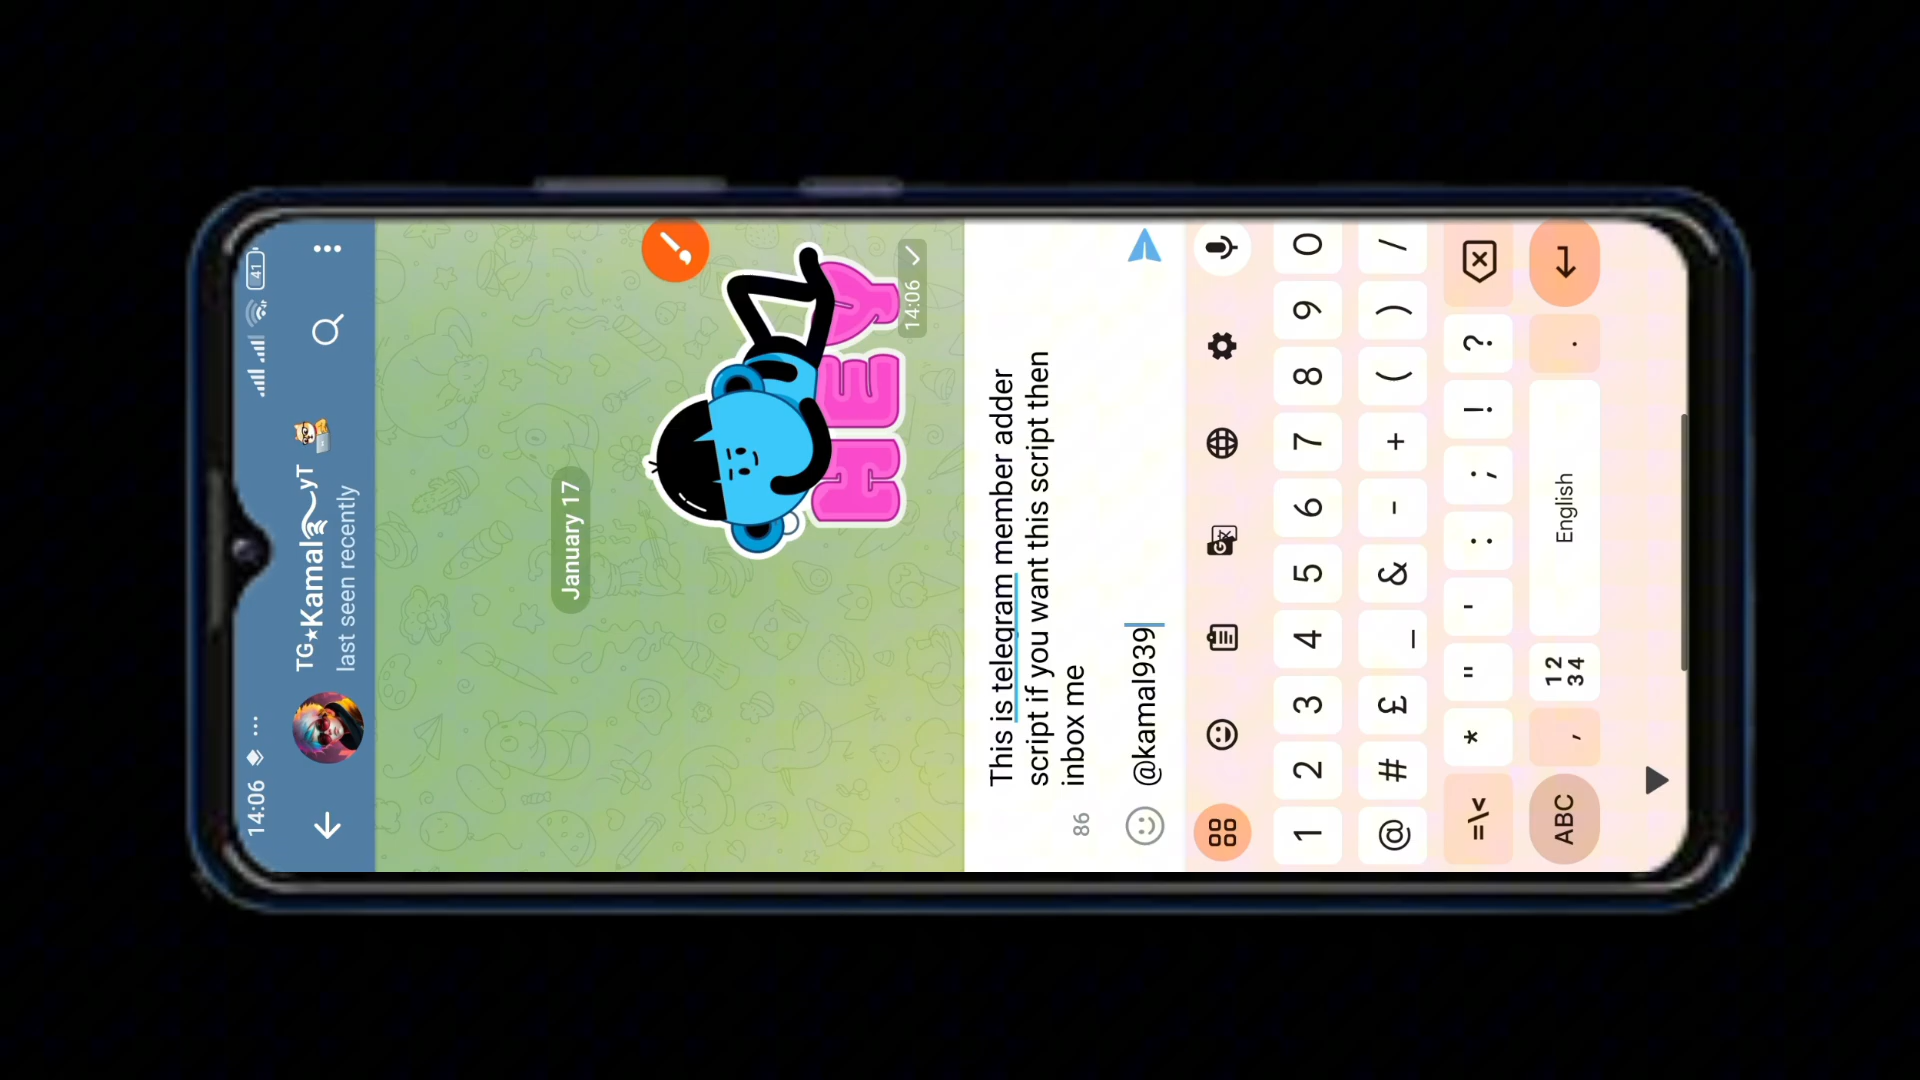 14:06 ...
41
TG★Kamal࿐yT
last seen recently
January 17
HEY
14:06
This is telegram member adder
script if you want this script then
inbox me
@kamal939
86
1 2 3 4 5 6 7 8 9 0
@ # £ _ & - + ( ) /
=\< * " ' : ; ! ?
ABC , 12 34 English .